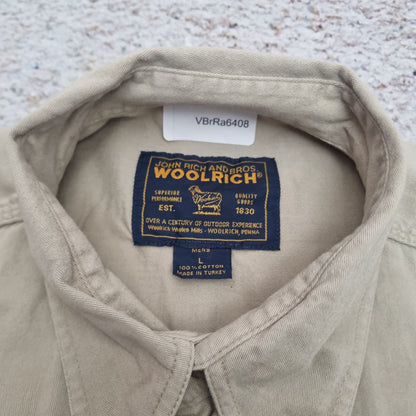 VBrRa6408
JOHN RICH AND BROS.
WOOLRICH®
SUPERIOR PERFORMANCE
QUALITY GOODS
Woolrich
EST. 1830
OVER A CENTURY OF OUTDOOR EXPERIENCE
Woolrich Woolen Mills - WOOLRICH, PENNA
MENS
L
100% COTTON
MADE IN TURKEY